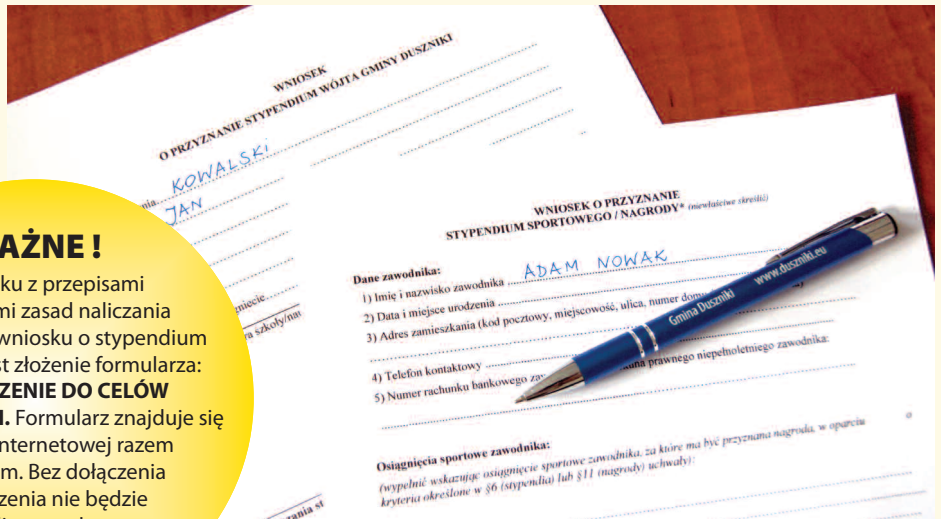 WNIOSEK
O PRZYZNANIE STYPENDIUM WÓJTA GMINY DUSZNIKI
KOWALSKI
JAN
AŻNE !
ku z przepisami
mi zasad naliczania
wniosku o stypendium
st złożenie formularza:
ZENIE DO CELÓW
Formularz znajduje się
nternetowej razem
m. Bez dołączenia
zenia nie będzie
WNIOSEK O PRZYZNANIE
STYPENDIUM SPORTOWEGO / NAGRODY* (niewłaściwe skreślić)
Dane zawodnika:
1) Imię i nazwisko zawodnika ADAM NOWAK
2) Data i miejsce urodzenia
3) Adres zamieszkania (kod pocztowy, miejscowość, ulica, numer domu
4) Telefon kontaktowy
5) Numer rachunku bankowego prawnego niepełnoletniego zawodnika:
Gmina Duszniki www.duszniki.eu
Osiągnięcia sportowe zawodnika:
(wypełnić wskazując osiągnięcie sportowe zawodnika, za które ma być przyznana nagroda, w oparciu o
kryteria określone w §6 (stypendia) lub §11 (nagrody) uchwały):